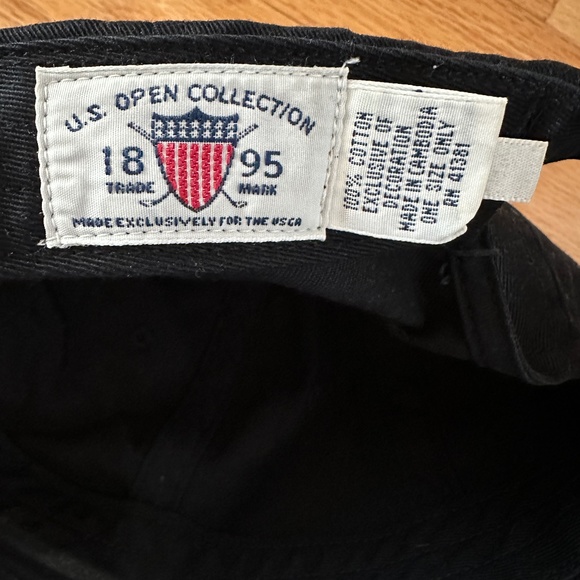 U.S. OPEN COLLECTION
18 95
TRADE MARK
MADE EXCLUSIVELY FOR THE USGA
100% COTTON
EXCLUSIVE OF
DECORATION
MADE IN CAMBODIA
ONE SIZE ONLY
RN 41381